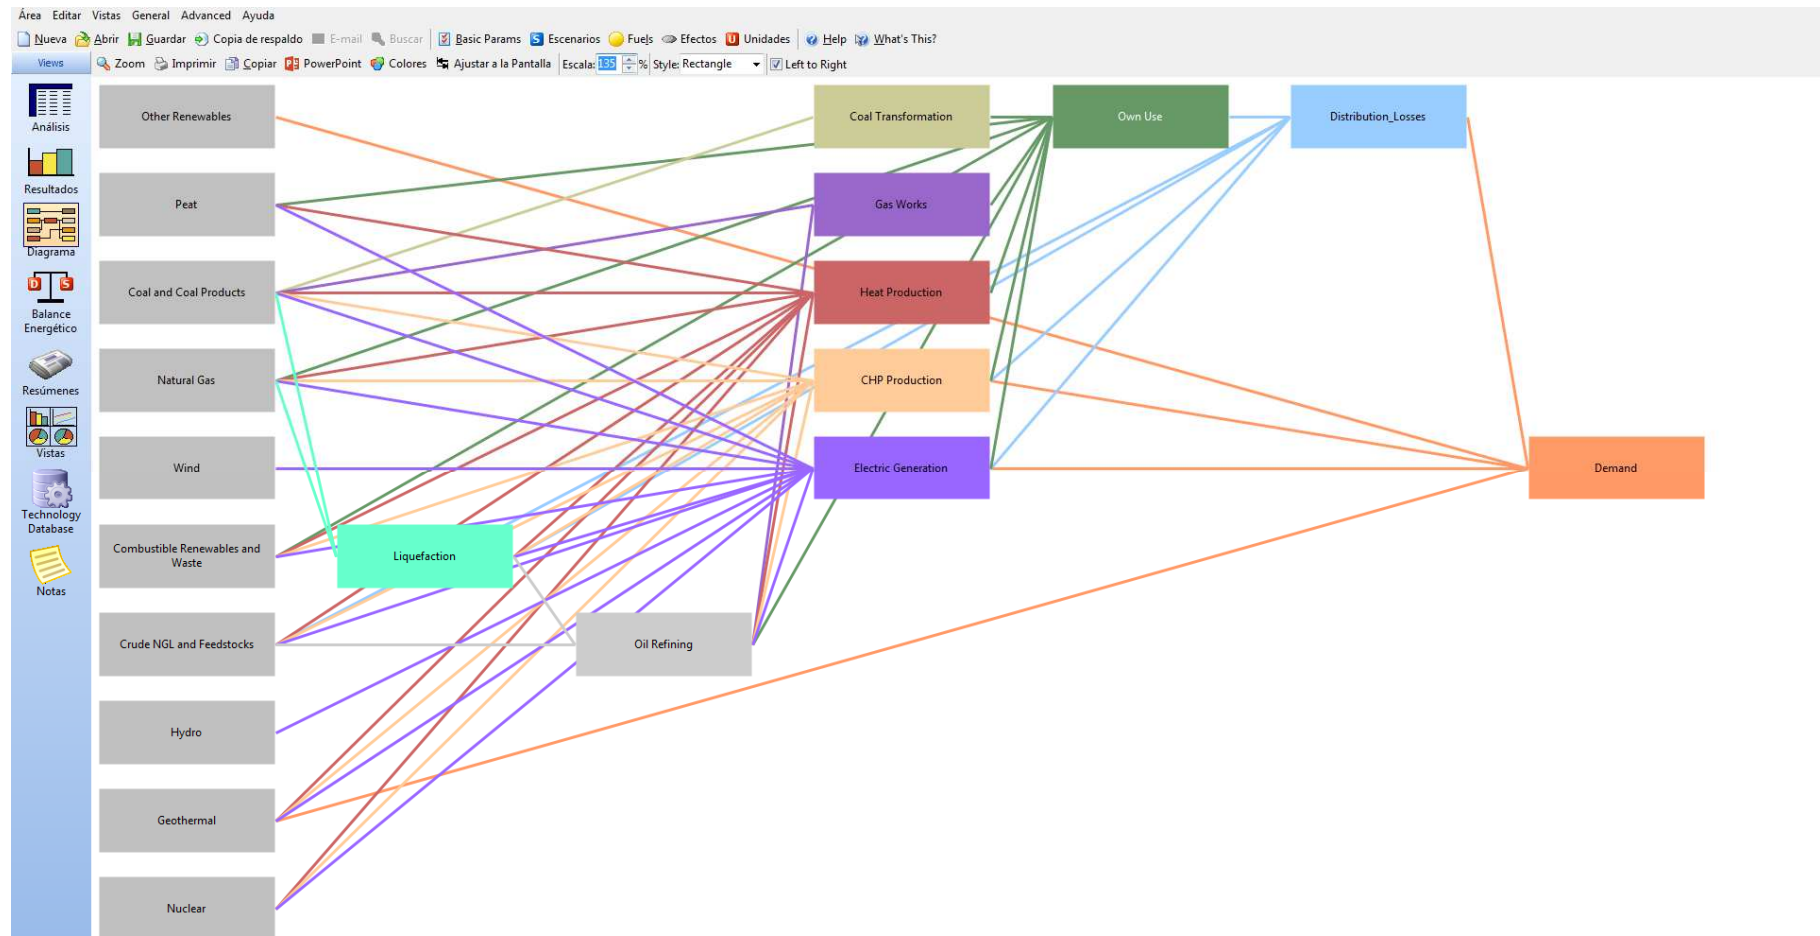 Área Editar Vistas General Advanced Ayuda
Nueva Abrir Guardar Copia de respaldo E-mail Buscar Basic Params S Escenarios Fuels Efectos U Unidades Help What's This?
Views Zoom Imprimir Copiar PowerPoint Colores Ajustar a la Pantalla Escala: 135 % Style: Rectangle Left to Right
Análisis
Resultados
Diagrama
D S
Balance
Energético
Resúmenes
Vistas
Technology
Database
Notas
Other Renewables
Peat
Coal and Coal Products
Natural Gas
Wind
Combustible Renewables and
Waste
Crude NGL and Feedstocks
Hydro
Geothermal
Nuclear
Liquefaction
Oil Refining
Coal Transformation
Gas Works
Heat Production
CHP Production
Electric Generation
Own Use
Distribution_Losses
Demand